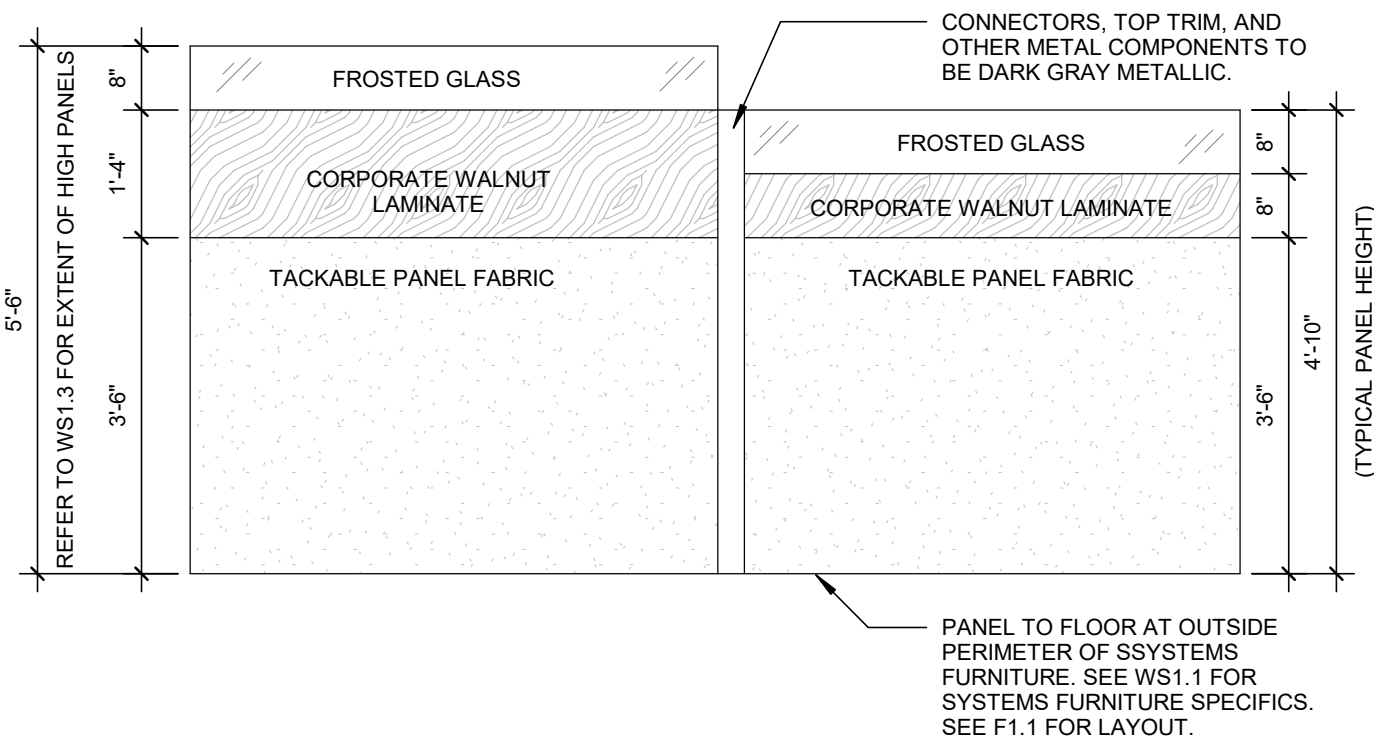 CONNECTORS, TOP TRIM, AND
OTHER METAL COMPONENTS TO
BE DARK GRAY METALLIC.
5'-6"
REFER TO WS1.3 FOR EXTENT OF HIGH PANELS
8"
1'-4"
3'-6"
FROSTED GLASS
CORPORATE WALNUT
LAMINATE
TACKABLE PANEL FABRIC
FROSTED GLASS
CORPORATE WALNUT LAMINATE
TACKABLE PANEL FABRIC
8"
8"
3'-6"
4'-10"
(TYPICAL PANEL HEIGHT)
PANEL TO FLOOR AT OUTSIDE
PERIMETER OF SSYSTEMS
FURNITURE. SEE WS1.1 FOR
SYSTEMS FURNITURE SPECIFICS.
SEE F1.1 FOR LAYOUT.